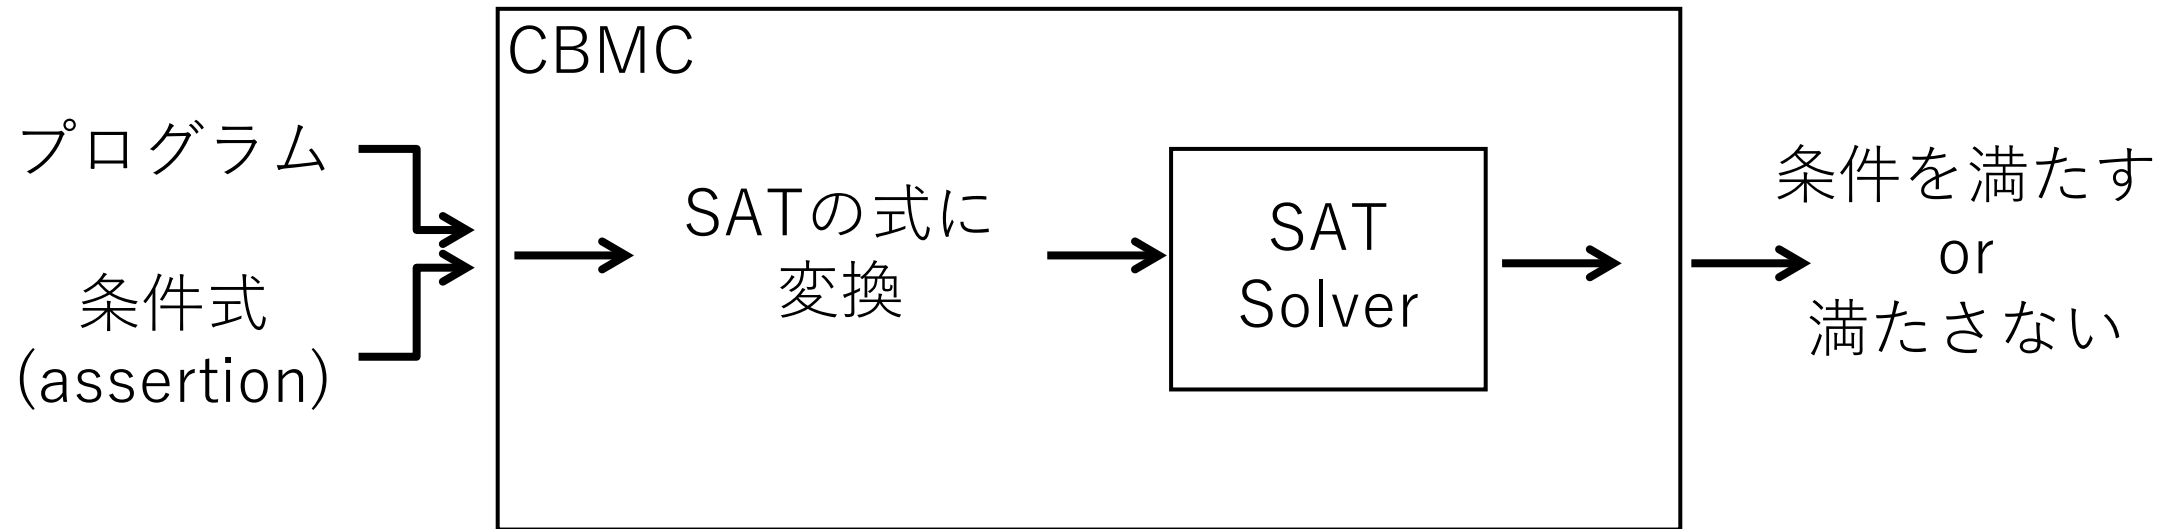 CBMC
プログラム
条件式
(assertion)
SATの式に
変換
SAT
Solver
条件を満たす
or
満たさない